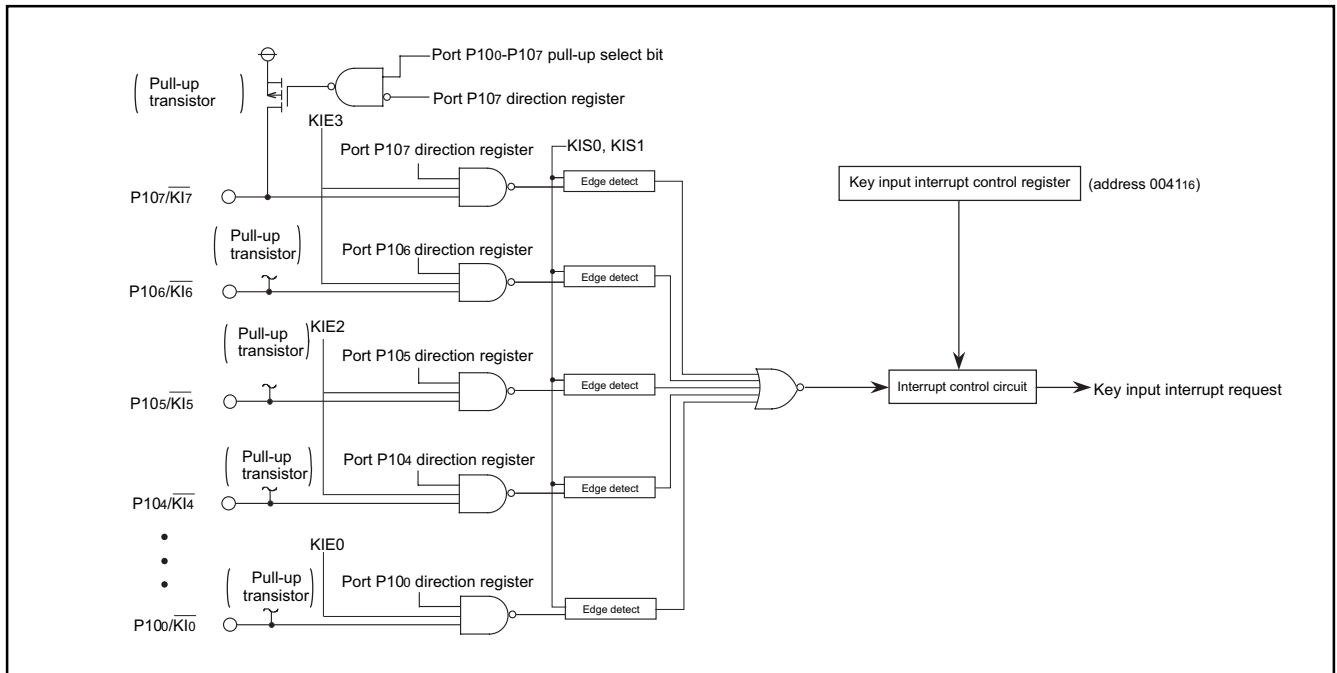 Port P100-P107 pull-up select bit
( Pull-up transistor )
Port P107 direction register
KIE3
KIS0, KIS1
Port P107 direction register
P107/KI7
Edge detect
Key input interrupt control register
(address 004116)
( Pull-up transistor )
Port P106 direction register
P106/KI6
Edge detect
( Pull-up transistor )
KIE2
Port P105 direction register
P105/KI5
Edge detect
Interrupt control circuit
Key input interrupt request
( Pull-up transistor )
Port P104 direction register
P104/KI4
Edge detect
KIE0
( Pull-up transistor )
Port P100 direction register
P100/KI0
Edge detect